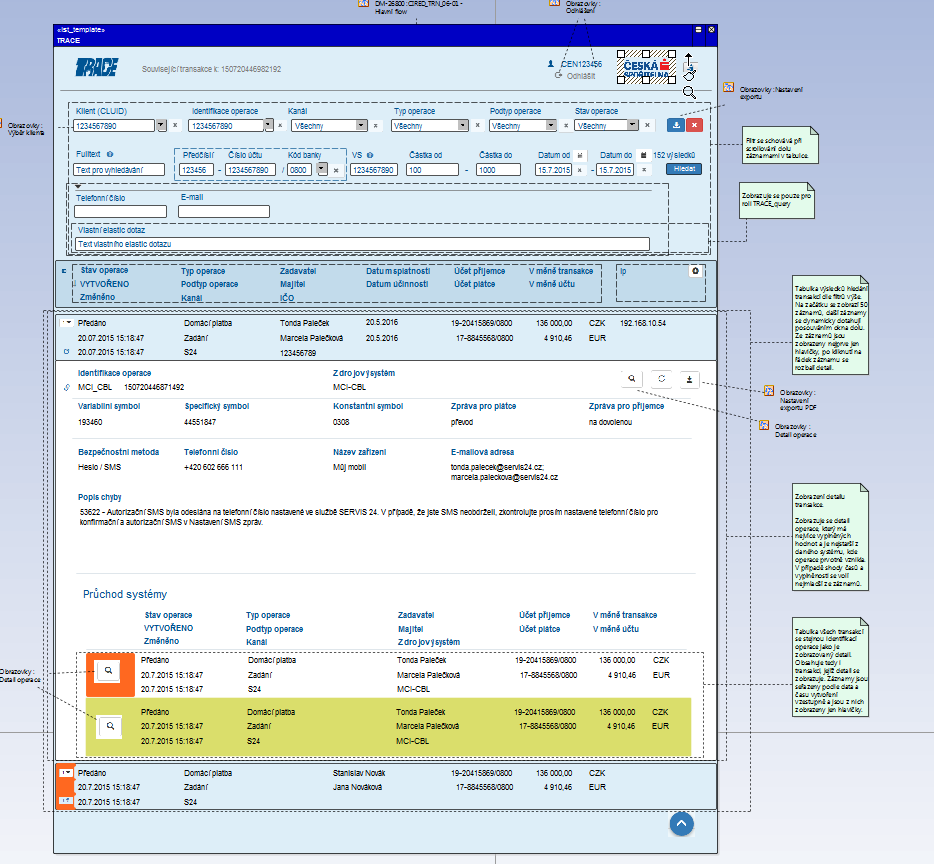 DM-26800 : CIRED_TRN_06-01 -
Hlavní flow
Obrazovky :
Odhlášení
«ist_template»
TRACE
TRACE
Související transakce k: 150720446982192
CEN123456
Odhlásit
ČESKÁ
SPOŘITELNA
Obrazovky : Nastavení
exportu
Obrazovky :
Výběr klienta
Klient (CLUID)
Identifikace operace
Kanál
Typ operace
Podtyp operace
Stav operace
1234567890
1234567890
Všechny
Všechny
Všechny
Všechny
Filtr se schovává při
scrollování dolu
záznamami v tabulce.
Fulltext
Předčíslí
Číslo účtu
Kód banky
VS
Částka od
Částka do
Datum od
Datum do
152 výsledků
Text pro vyhledávání
123456 - 1234567890 / 0800
1234567890
100 - 1000
15.7.2015 x - 15.7.2015 x
Hledat
Zobrazuje se pouze pro
roli TRACE_query
Telefonní číslo
E-mail
Vlastní elastic dotaz
Text vlastního elastic dotazu
Stav operace
Typ operace
Zadavatel
Datum splatnosti
Účet příjemce
V měně transakce
Ip
VYTVOŘENO
Podtyp operace
Majitel
Datum účinnosti
Účet plátce
V měně účtu
Změněno
Kanál
IČO
Tabulka výsledků hledání
transakcí dle filtrů výše.
Na začátku se zobrazí 50
záznamů, další záznamy
se dynamicky dotahují
posouváním okna dolu.
Ze záznamů jsou
zobrazeny nejprve jen
hlavičky, po kliknutí na
řádek záznamu se
rozbalí detail.
Předáno
Domácí platba
Tonda Paleček
20.5.2016
19-20415869/0800
136 000,00
CZK
192.168.10.54
20.07.2015 15:18:47
Zadání
Marcela Palečková
20.5.2016
17-8845568/0800
4 910,46
EUR
20.07.2015 15:18:47
S24
123456789
Identifikace operace
Zdrojový systém
MCI_CBL 150720446871492
MCI-CBL
Obrazovky :
Nastavení
exportu PDF
Variabilní symbol
Specifický symbol
Konstantní symbol
Zpráva pro plátce
Zpráva pro příjemce
193460
44551847
0308
převod
na dovolenou
Obrazovky :
Detail operace
Bezpečnostní metoda
Telefonní číslo
Název zařízení
E-mailová adresa
Heslo / SMS
+420 602 666 111
Můj mobil
tonda.palecek@servis24.cz;
marcela.paleckova@servis24.cz
Popis chyby
53622 - Autorizační SMS byla odeslána na telefonní číslo nastavené ve službě SERVIS 24. V případě, že jste SMS neobdrželi, zkontrolujte prosím nastavené telefonní číslo pro
konfirmační a autorizační SMS v Nastavení SMS zpráv.
Zobrazení detailu
transakce.
Zobrazuje se detail
operace, který má
nejvíce vyplněných
hodnot a je nejstarší z
daného systému, kde
operace prvotně vznikla.
V případě shody časů a
vyplněností se volí
nejmladší ze záznamů.
Průchod systémy
Stav operace
Typ operace
Zadavatel
Účet příjemce
V měně transakce
VYTVOŘENO
Podtyp operace
Majitel
Účet plátce
V měně účtu
Změněno
Kanál
Zdrojový systém
Tabulka všech transakcí
se stejnou Identifikací
operace jako je
zobrazovaný detail.
Obsahuje tedy i
transakci, jejíž detail se
zobrazuje. Záznamy jsou
seřazeny podle data a
času vytvoření
vzestupně a jsou z nich
zobrazeny jen hlavičky.
Obrazovky :
Detail operace
Předáno
Domácí platba
Tonda Paleček
19-20415869/0800
136 000,00
CZK
20.7.2015 15:18:47
Zadání
Marcela Palečková
17-8845568/0800
4 910,46
EUR
20.7.2015 15:18:47
S24
MCI-CBL
Předáno
Domácí platba
Tonda Paleček
19-20415869/0800
136 000,00
CZK
20.7.2015 15:18:47
Zadání
Marcela Palečková
17-8845568/0800
4 910,46
EUR
20.7.2015 15:18:47
S24
MCI-CBL
Předáno
Domácí platba
Stanislav Novák
19-20415869/0800
136 000,00
CZK
20.7.2015 15:18:47
Zadání
Jana Nováková
17-8845568/0800
4 910,46
EUR
20.7.2015 15:18:47
S24